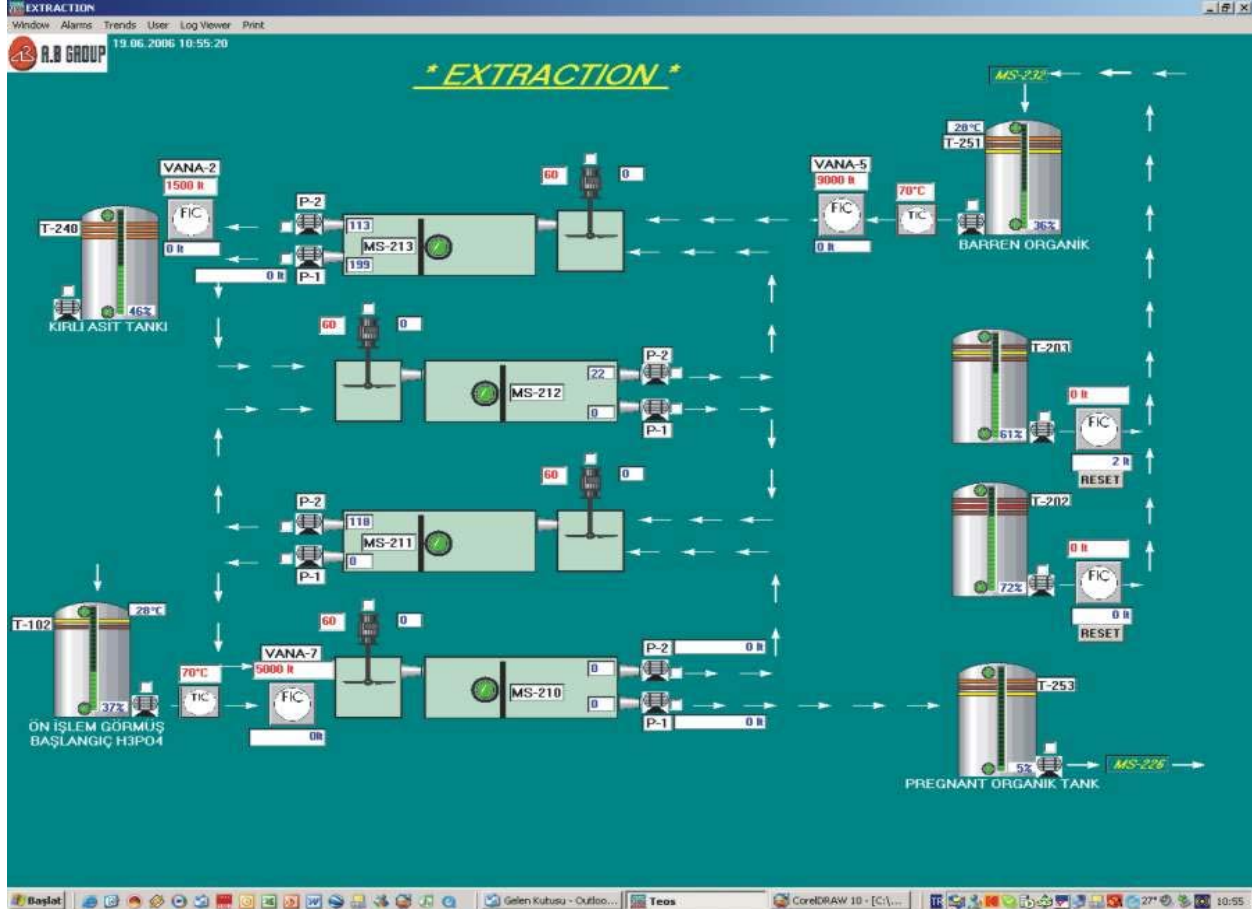 EXTRACTION
Window Alarms Trends User Log Viewer Print
A.B GROUP
19.06.2006 10:55:20
* EXTRACTION *
MS-232
28°C
T-251
36%
BARREN ORGANİK
VANA-5
9000 lt
FIC
0 lt
70°C
TIC
60
0
VANA-2
1500 lt
FIC
0 lt
0 lt
T-240
46%
KİRLİ ASİT TANKI
P-2
P-1
113
MS-213
199
60
0
MS-212
22
0
P-2
P-1
T-203
61%
0 lt
FIC
2 lt
RESET
60
0
P-2
P-1
118
MS-211
0
T-202
72%
0 lt
FIC
0 lt
RESET
T-102
28°C
37%
ÖN İŞLEM GÖRMÜŞ
BAŞLANGIÇ H3PO4
70°C
TIC
VANA-7
5000 lt
FIC
0lt
60
0
MS-210
0
0
P-2
0 lt
P-1
0 lt
T-253
5%
PREGNANT ORGANIK TANK
MS-226
Başlat
Gelen Kutusu - Outloo...
Teos
CorelDRAW 10 - [C:\...
TR
27°
10:55